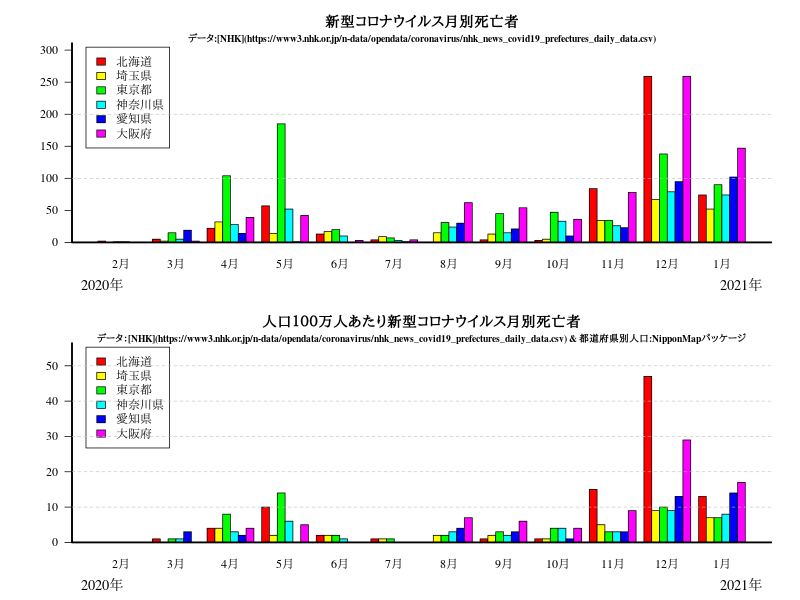 新型コロナウイルス月別死亡者
データ:[NHK](https://www3.nhk.or.jp/n-data/opendata/coronavirus/nhk_news_covid19_prefectures_daily_data.csv)
300
200
100
50
0
北海道
埼玉県
東京都
神奈川県
愛知県
大阪府
2月 3月 4月 5月 6月 7月 8月 9月 10月 11月 12月 1月
2020年 2021年
人口100万人あたり新型コロナウイルス月別死亡者
データ:[NHK](https://www3.nhk.or.jp/n-data/opendata/coronavirus/nhk_news_covid19_prefectures_daily_data.csv) & 都道府県別人口:NipponMapパッケージ
50
40
30
20
10
0
北海道
埼玉県
東京都
神奈川県
愛知県
大阪府
2月 3月 4月 5月 6月 7月 8月 9月 10月 11月 12月 1月
2020年 2021年